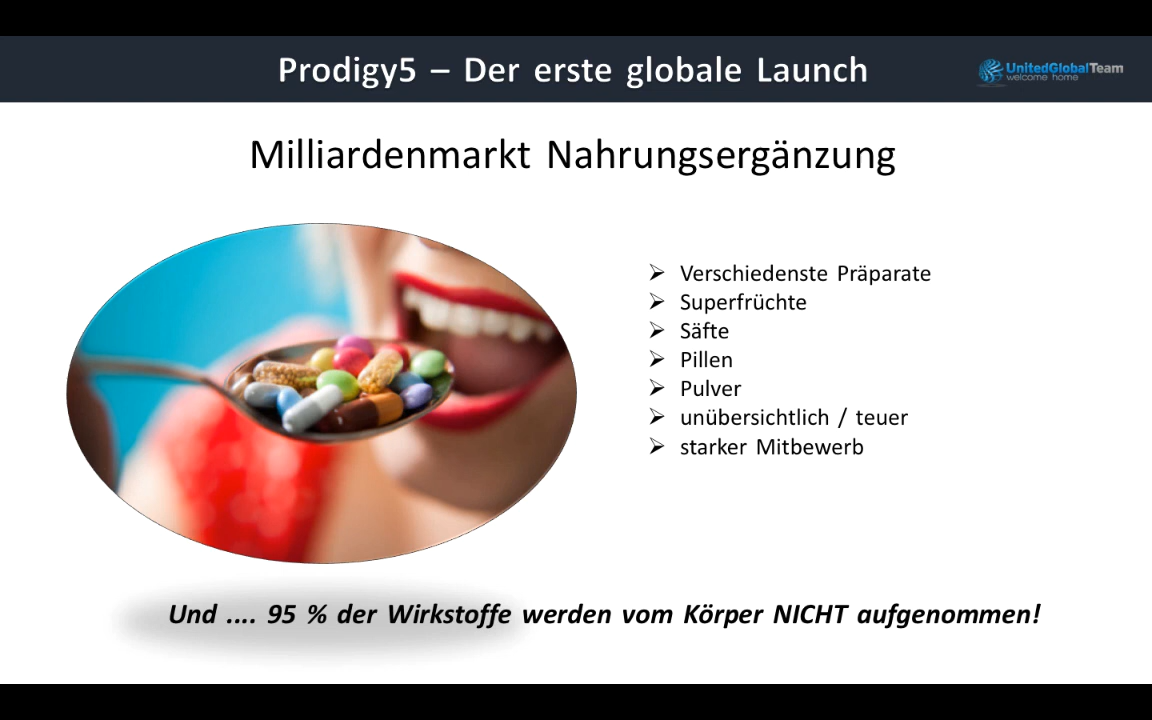 Prodigy5 – Der erste globale Launch
UnitedGlobalTeam
welcome home
Milliardenmarkt Nahrungsergänzung
➢ Verschiedenste Präparate
➢ Superfrüchte
➢ Säfte
➢ Pillen
➢ Pulver
➢ unübersichtlich / teuer
➢ starker Mitbewerb
Und .... 95 % der Wirkstoffe werden vom Körper NICHT aufgenommen!